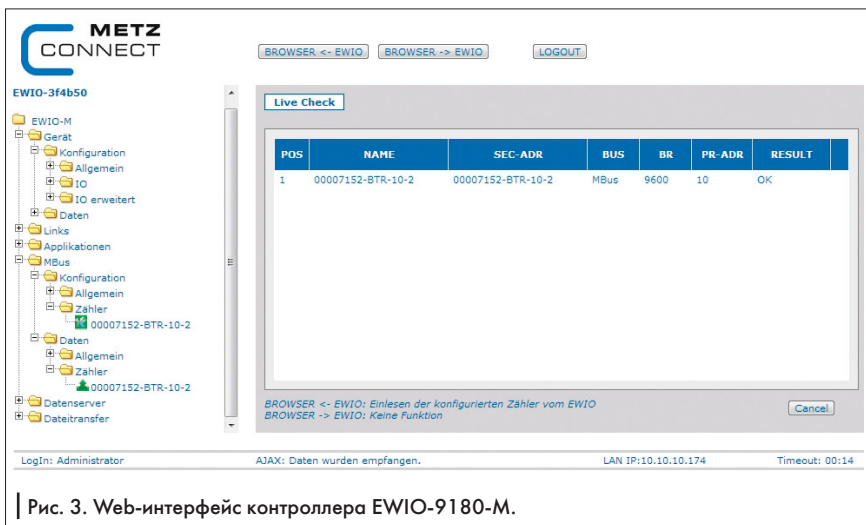 METZ
CONNECT
BROWSER <- EWIO
BROWSER -> EWIO
LOGOUT
EWIO-3f4b50
EWIO-M
Gerät
Konfiguration
Allgemein
IO
IO erweitert
Daten
Links
Applikationen
MBus
Konfiguration
Allgemein
Zähler
00007152-BTR-10-2
Daten
Allgemein
Zähler
00007152-BTR-10-2
Datenserver
Dateitransfer
Live Check
POS NAME SEC-ADR BUS BR PR-ADR RESULT
1 00007152-BTR-10-2 00007152-BTR-10-2 MBus 9600 10 OK
BROWSER <- EWIO: Einlesen der konfigurierten Zähler vom EWIO
BROWSER -> EWIO: Keine Funktion
Cancel
LogIn: Administrator AJAX: Daten wurden empfangen. LAN IP:10.10.10.174 Timeout: 00:14
Рис. 3. Web-интерфейс контроллера EWIO-9180-M.